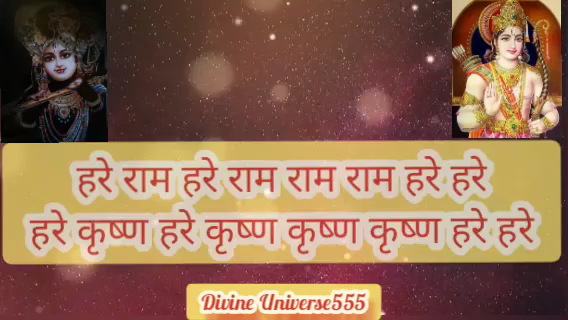 हरे राम हरे राम राम राम हरे हरे
हरे कृष्ण हरे कृष्ण कृष्ण कृष्ण हरे हरे
Divine Universe555